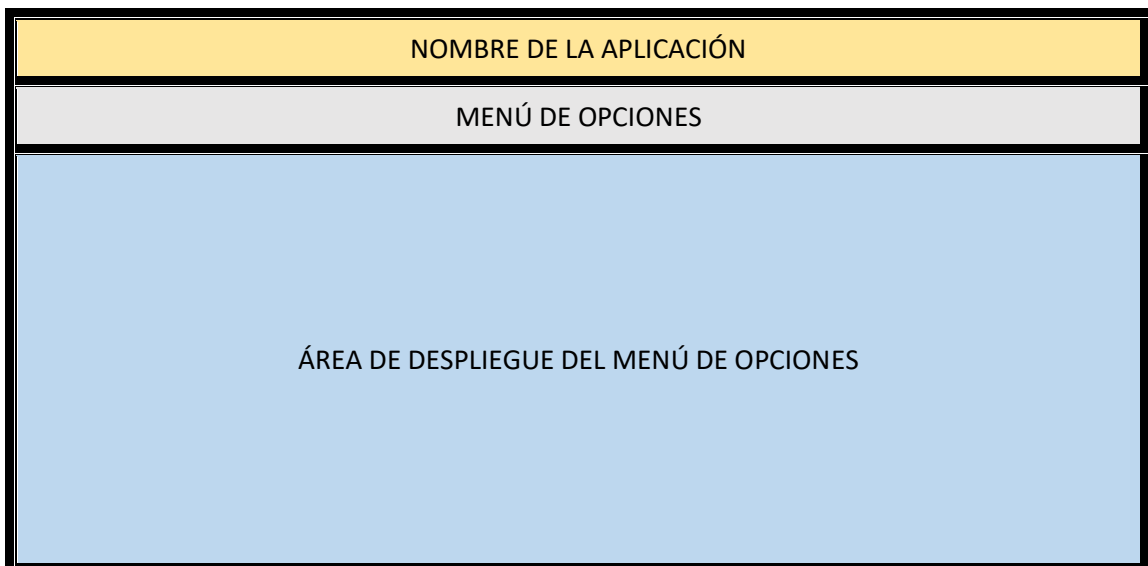 NOMBRE DE LA APLICACIÓN
MENÚ DE OPCIONES
ÁREA DE DESPLIEGUE DEL MENÚ DE OPCIONES